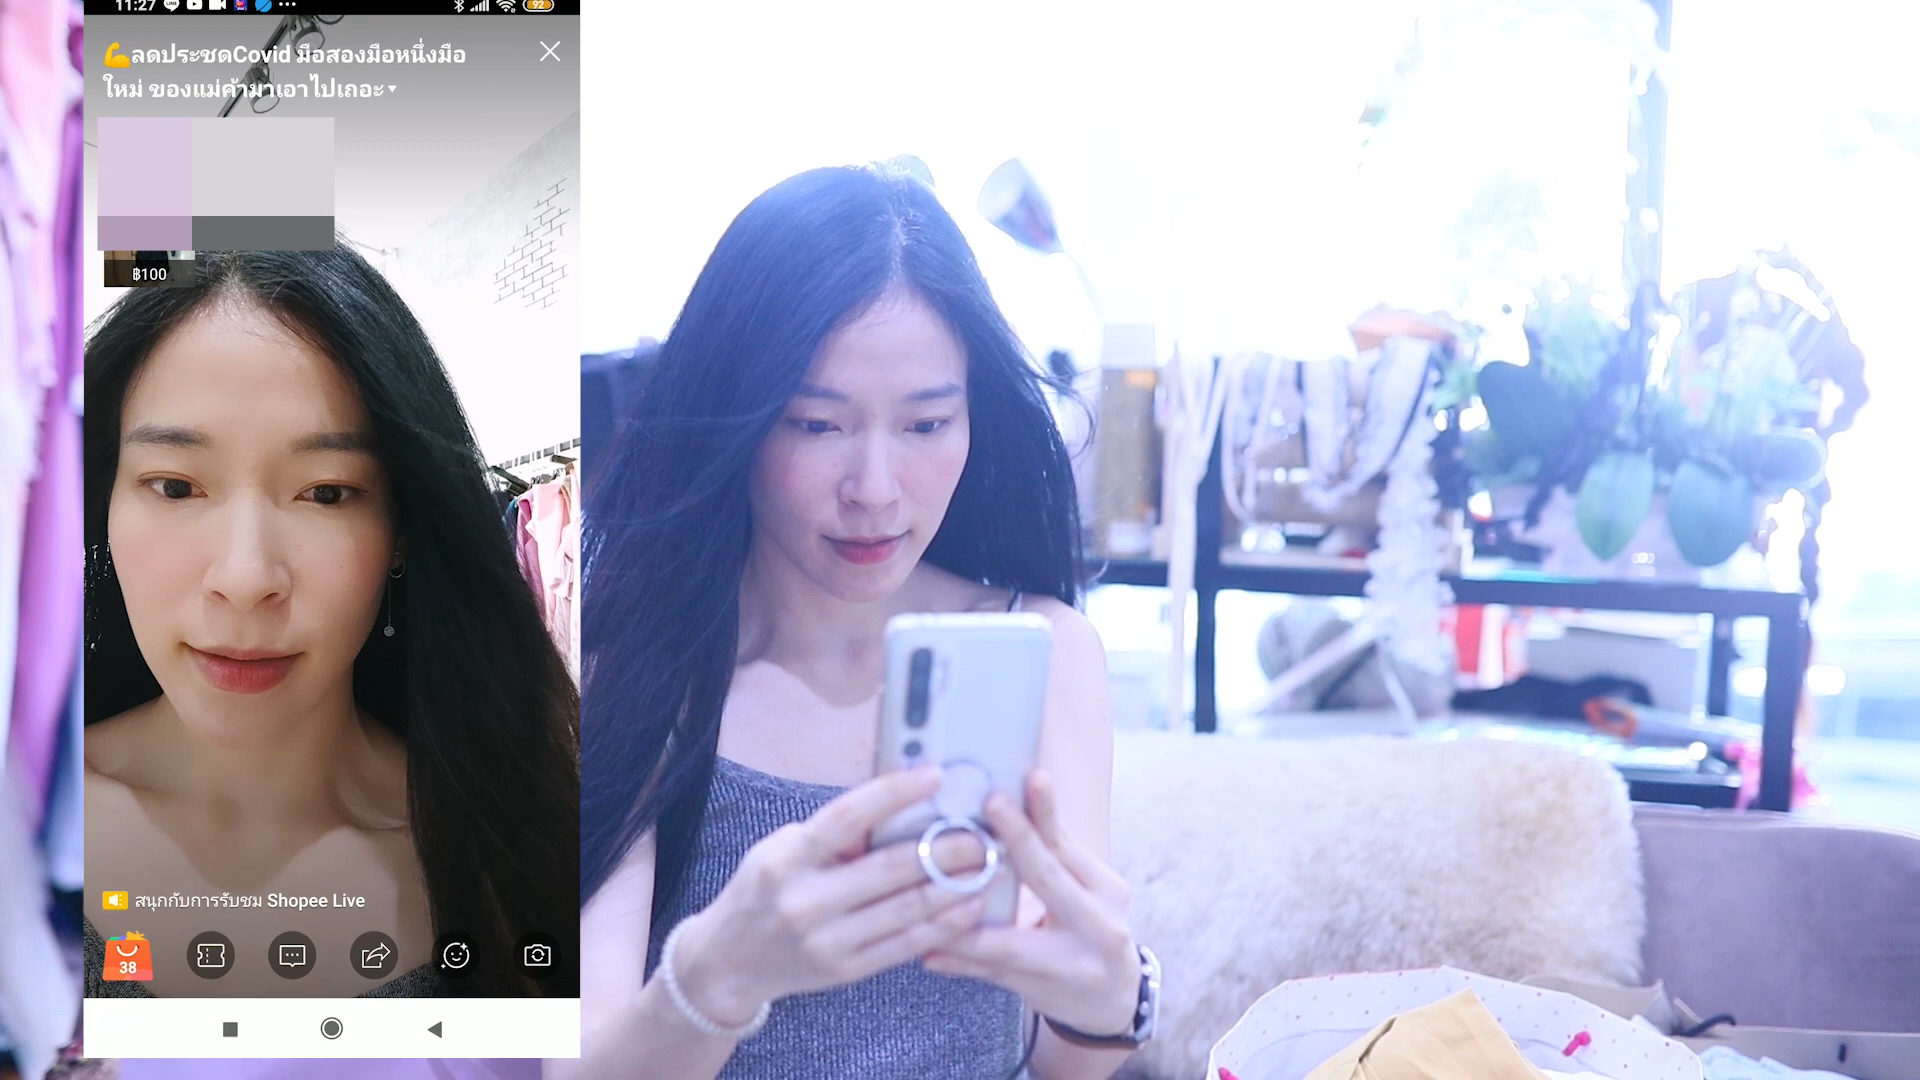 11:27
92
💪ลดประชดCovid มือสองมือหนึ่งมือ
ใหม่ ของแม่ค้ามาเอาไปเถอะ
฿100
สนุกกับการรับชม Shopee Live
38